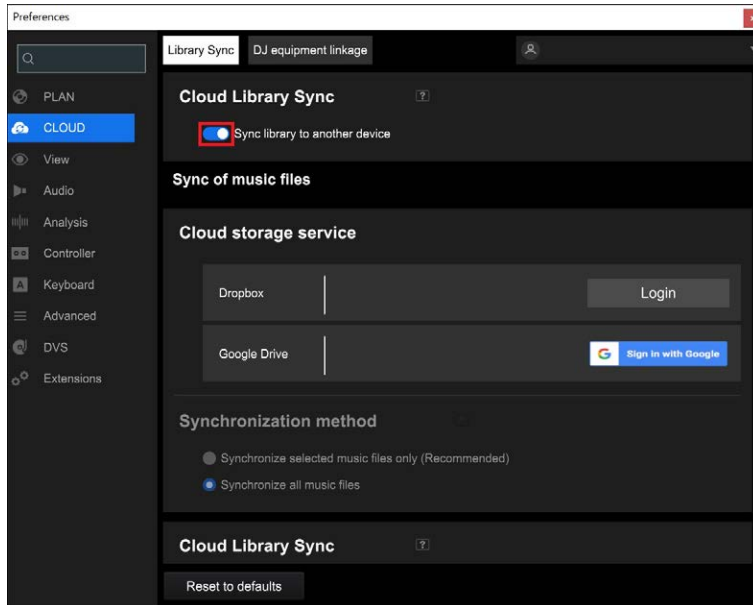 Preferences
Library Sync
DJ equipment linkage
PLAN
CLOUD
View
Audio
Analysis
Controller
A Keyboard
Advanced
DVS
Extensions
Cloud Library Sync ?
Sync library to another device
Sync of music files
Cloud storage service
Dropbox
Login
Google Drive
G Sign in with Google
Synchronization method
Synchronize selected music files only (Recommended)
Synchronize all music files
Cloud Library Sync ?
Reset to defaults